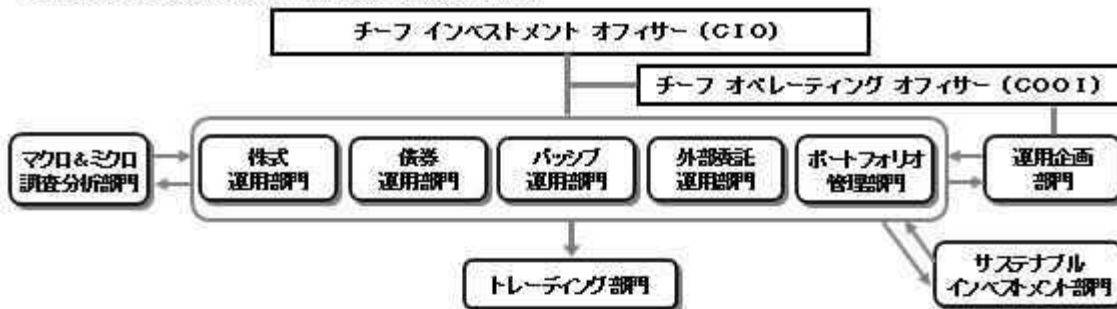 チーフ インベストメント オフィサー (CIO)
チーフ オペレーティング オフィサー (COOI)
マクロ&ミクロ
調査分析部門
株式
運用部門
債券
運用部門
パッシブ
運用部門
外部委託
運用部門
ポートフォリオ
管理部門
運用企画
部門
トレーディング部門
サステナブル
インベストメント部門